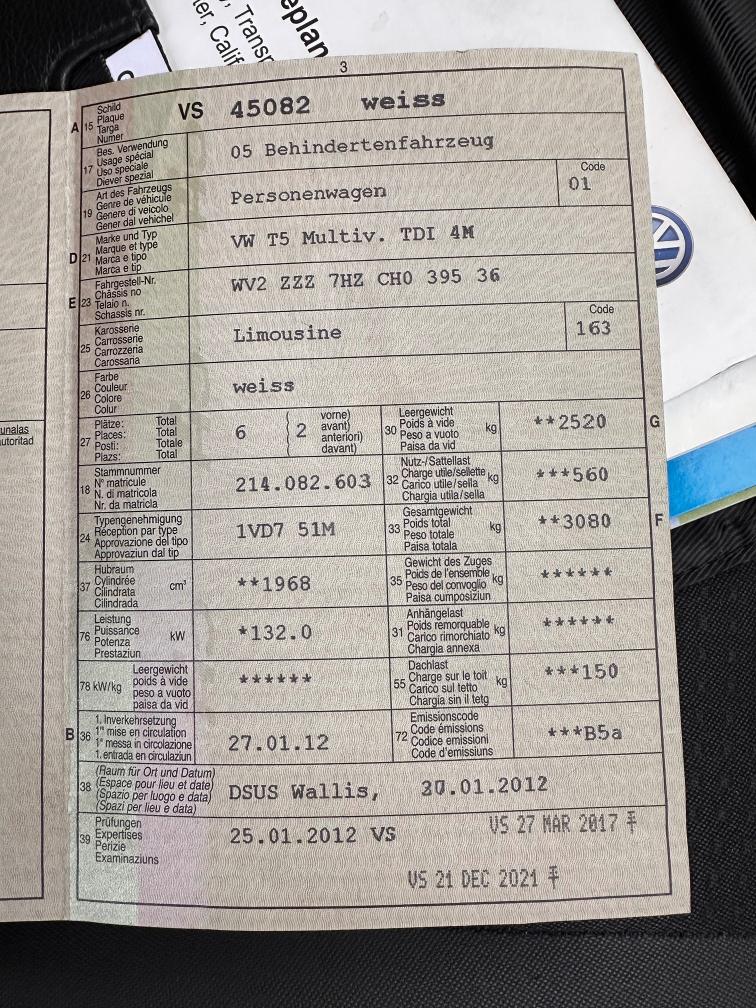 eplan
, Transm
ter, Calif
3
A 15 Schild
Plaque
Targa
Numer
VS 45082 weiss
17 Bes. Verwendung
Usage spécial
Uso speciale
Diever spezial
05 Behindertenfahrzeug
19 Art des Fahrzeugs
Genre de véhicule
Genere di veicolo
Gener dal vehichel
Personenwagen
Code
01
D 21 Marke und Typ
Marque et type
Marca e tipo
Marca e tip
VW T5 Multiv. TDI 4M
E 23 Fahrgestell-Nr.
Châssis no
Telaio n.
Schassis nr.
WV2 ZZZ 7HZ CH0 395 36
25 Karosserie
Carrosserie
Carrozzeria
Carossaria
Limousine
Code
163
26 Farbe
Couleur
Colore
Colur
weiss
27 Plätze: Total
Places: Total
Posti: Totale
Plazs: Total
6 ( 2 vorne)
avant)
anteriori)
davant)
30 Leergewicht
Poids à vide
Peso a vuoto
Paisa da vid
kg
**2520
G
18 Stammnummer
N° matricule
N. di matricola
Nr. da matricla
214.082.603
32 Nutz-/Sattellast
Charge utile/sellette
Carico utile/sella
Chargia utila/sella
kg
***560
24 Typengenehmigung
Réception par type
Approvazione del tipo
Approvaziun dal tip
1VD7 51M
33 Gesamtgewicht
Poids total
Peso totale
Paisa totala
kg
**3080
F
37 Hubraum
Cylindrée
Cilindrata
Cilindrada
cm³
**1968
35 Gewicht des Zuges
Poids de l'ensemble
Peso del convoglio
Paisa cumposiziun
kg
******
76 Leistung
Puissance
Potenza
Prestaziun
kW
*132.0
31 Anhängelast
Poids remorquable
Carico rimorchiato
Chargia annexa
kg
******
78 kW/kg Leergewicht
poids à vide
peso a vuoto
paisa da vid
******
55 Dachlast
Charge sur le toit
Carico sul tetto
Chargia sin il tetg
kg
***150
B 36 1. Inverkehrsetzung
1re mise en circulation
1a messa in circolazione
1. entrada en circulaziun
27.01.12
72 Emissionscode
Code émissions
Codice emissioni
Code d'emissiuns
***B5a
38 (Raum für Ort und Datum)
(Espace pour lieu et date)
(Spazio per luogo e data)
(Spazi per lieu e data)
DSUS Wallis, 30.01.2012
39 Prüfungen
Expertises
Perizie
Examinaziuns
25.01.2012 VS
VS 27 MAR 2017
VS 21 DEC 2021
unalas
utoritad